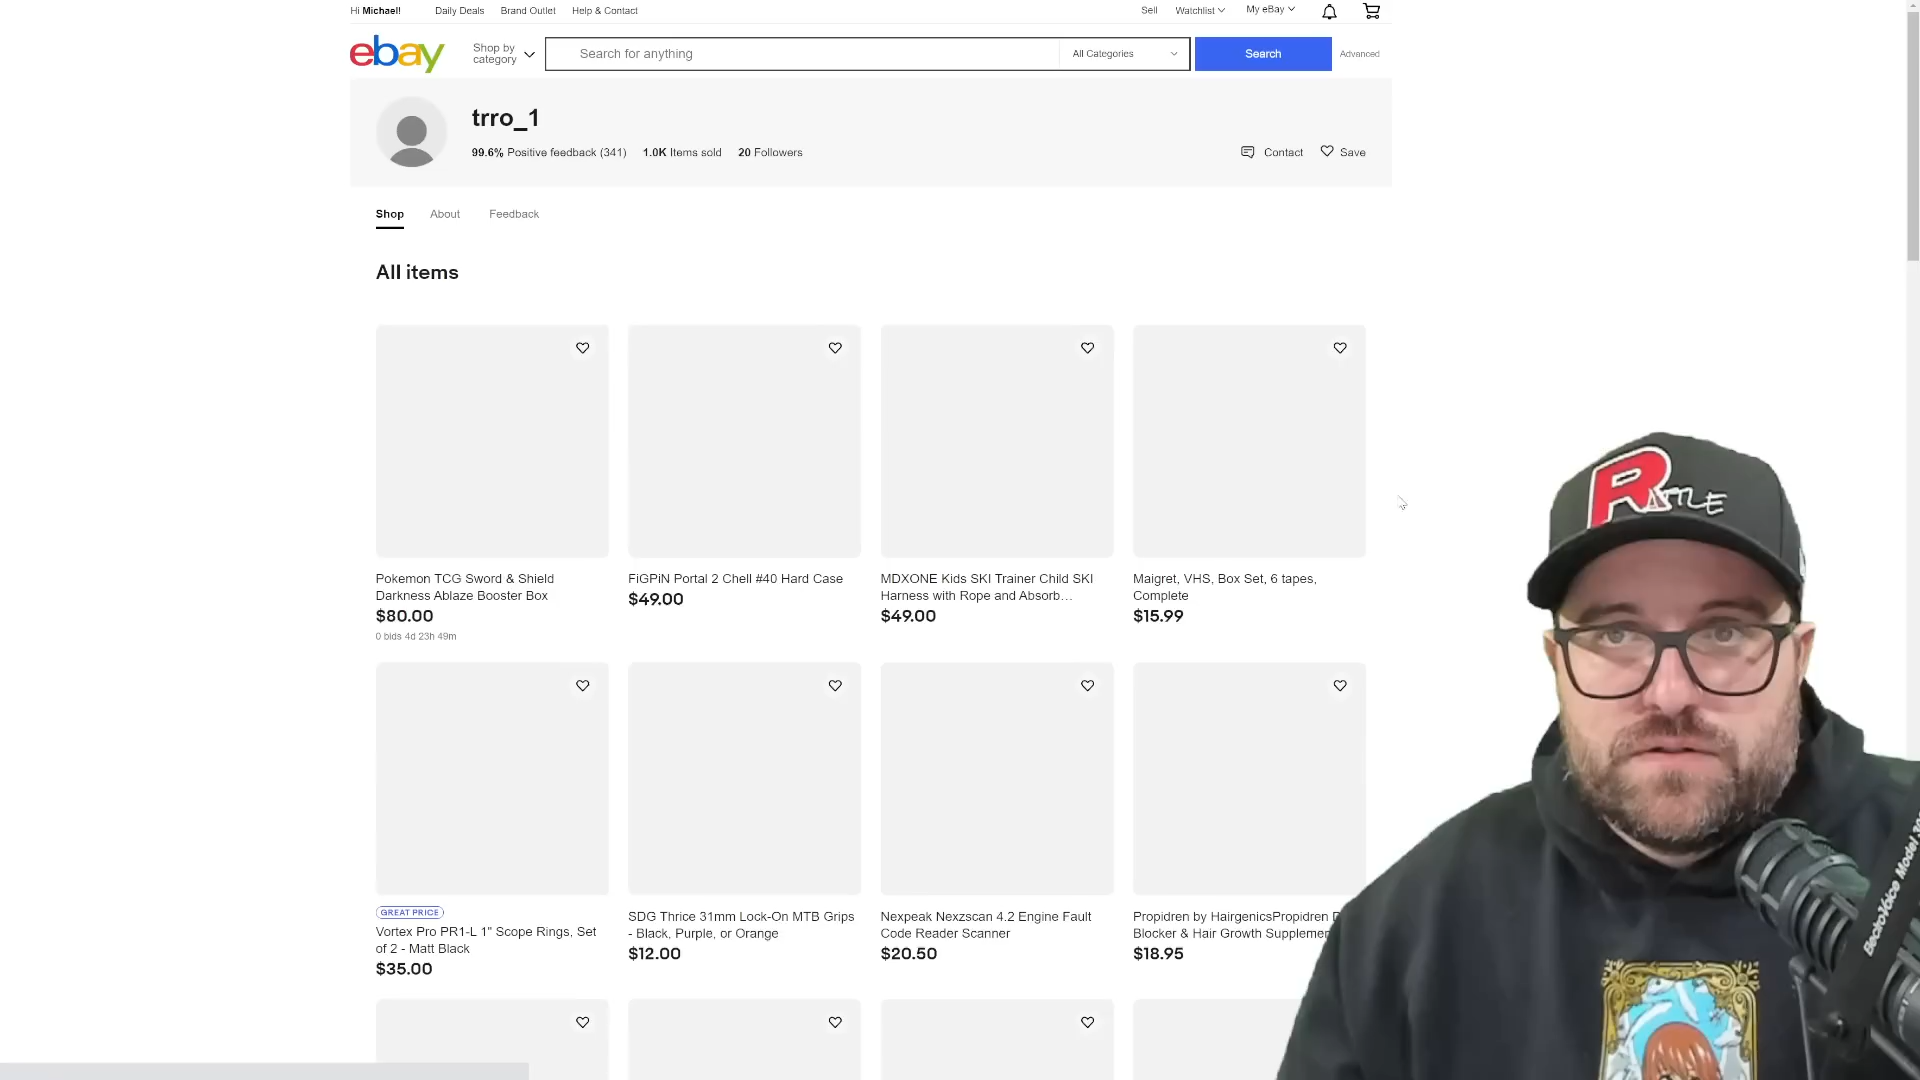 Hi Michael!
Daily Deals
Brand Outlet
Help & Contact
Sell
Watchlist
My eBay
ebay
Shop by
category
Search for anything
All Categories
Search
Advanced
trro_1
99.6% Positive feedback (341)
1.0K Items sold
20 Followers
Contact
Save
Shop
About
Feedback
All items
Pokemon TCG Sword & Shield
Darkness Ablaze Booster Box
$80.00
0 bids 4d 23h 49m
FiGPiN Portal 2 Chell #40 Hard Case
$49.00
MDXONE Kids SKI Trainer Child SKI
Harness with Rope and Absorb…
$49.00
Maigret, VHS, Box Set, 6 tapes,
Complete
$15.99
GREAT PRICE
Vortex Pro PR1-L 1" Scope Rings, Set
of 2 - Matt Black
$35.00
SDG Thrice 31mm Lock-On MTB Grips
- Black, Purple, or Orange
$12.00
Nexpeak Nexzscan 4.2 Engine Fault
Code Reader Scanner
$20.50
Propidren by HairgenicsPropidren
Blocker & Hair Growth
$18.95
RATTLE
ElectroVoice Model